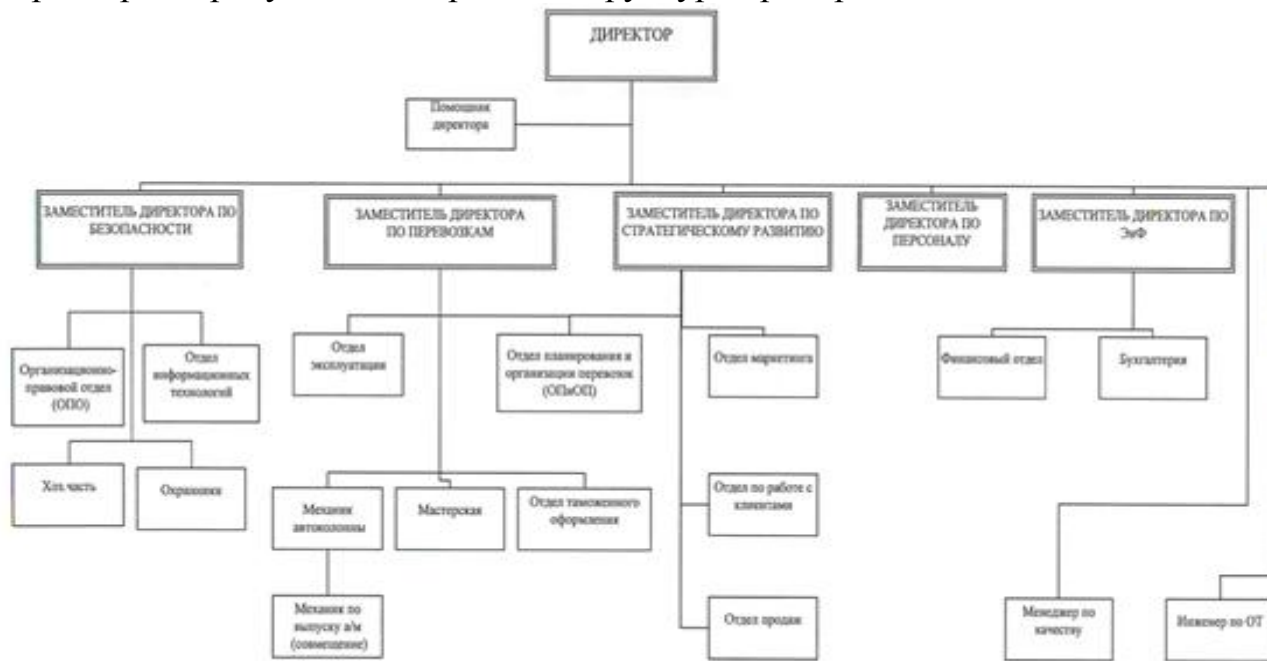 ДИРЕКТОР
Помощник
директора
ЗАМЕСТИТЕЛЬ ДИРЕКТОРА ПО
БЕЗОПАСНОСТИ
ЗАМЕСТИТЕЛЬ ДИРЕКТОРА
ПО ПЕРЕВОЗКАМ
ЗАМЕСТИТЕЛЬ ДИРЕКТОРА ПО
СТРАТЕГИЧЕСКОМУ РАЗВИТИЮ
ЗАМЕСТИТЕЛЬ
ДИРЕКТОРА ПО
ПЕРСОНАЛУ
ЗАМЕСТИТЕЛЬ ДИРЕКТОРА ПО
ЭиФ
Организационно-
правовой отдел
(ОПО)
Отдел
информационных
технологий
Отдел
эксплуатации
Отдел планирования и
организации перевозок
(ОПиОП)
Отдел маркетинга
Финансовый отдел
Бухгалтерия
Хоз. часть
Охранники
Механик
автоколонны
Мастерская
Отдел таможенного
оформления
Отдел по работе с
клиентами
Механик по
выпуску а/м
(совмещение)
Отдел продаж
Менеджер по
качеству
Инженер по ОТ